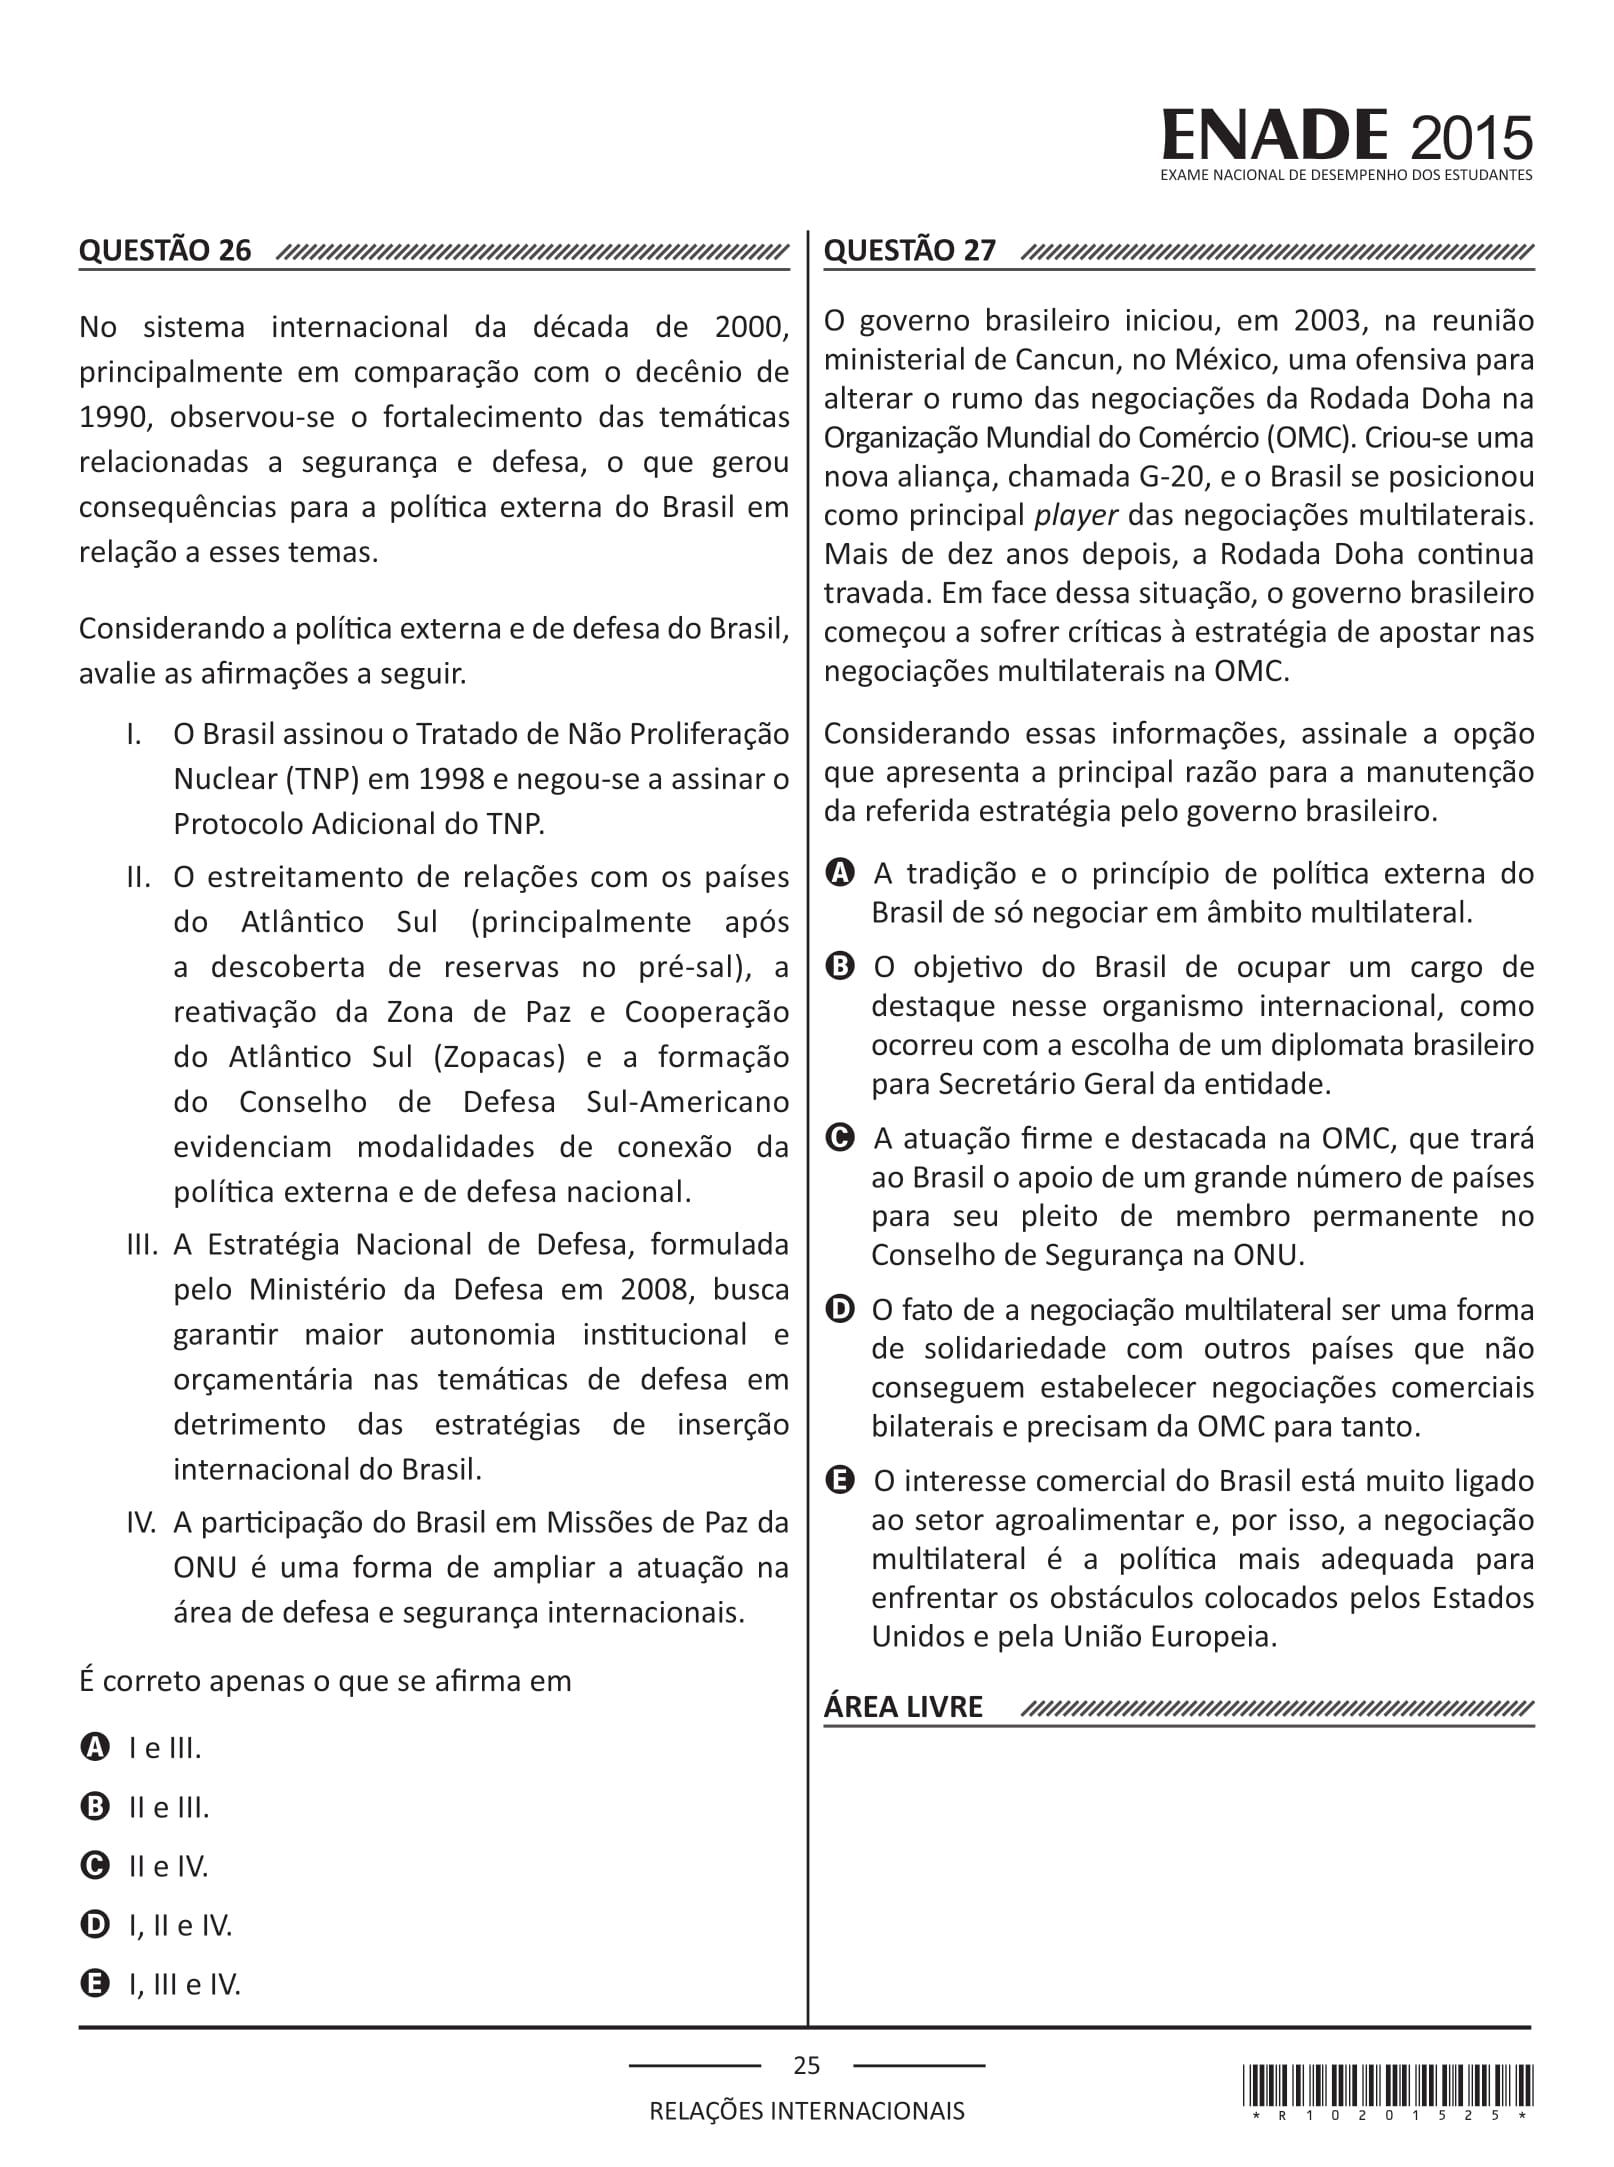 ENADE 2015
EXAME NACIONAL DE DESEMPENHO DOS ESTUDANTES
QUESTÃO 26
No sistema internacional da década de 2000,
principalmente em comparação com o decênio de
1990, observou-se o fortalecimento das temáticas
relacionadas a segurança e defesa, o que gerou
consequências para a política externa do Brasil em
relação a esses temas.
Considerando a política externa e de defesa do Brasil,
avalie as afirmações a seguir.
I. O Brasil assinou o Tratado de Não Proliferação
Nuclear (TNP) em 1998 e negou-se a assinar o
Protocolo Adicional do TNP.
II. O estreitamento de relações com os países
do Atlântico Sul (principalmente após
a descoberta de reservas no pré-sal), a
reativação da Zona de Paz e Cooperação
do Atlântico Sul (Zopacas) e a formação
do Conselho de Defesa Sul-Americano
evidenciam modalidades de conexão da
política externa e de defesa nacional.
III. A Estratégia Nacional de Defesa, formulada
pelo Ministério da Defesa em 2008, busca
garantir maior autonomia institucional e
orçamentária nas temáticas de defesa em
detrimento das estratégias de inserção
internacional do Brasil.
IV. A participação do Brasil em Missões de Paz da
ONU é uma forma de ampliar a atuação na
área de defesa e segurança internacionais.
É correto apenas o que se afirma em
A I e III.
B II e III.
C II e IV.
D I, II e IV.
E I, III e IV.
QUESTÃO 27
O governo brasileiro iniciou, em 2003, na reunião
ministerial de Cancun, no México, uma ofensiva para
alterar o rumo das negociações da Rodada Doha na
Organização Mundial do Comércio (OMC). Criou-se uma
nova aliança, chamada G-20, e o Brasil se posicionou
como principal player das negociações multilaterais.
Mais de dez anos depois, a Rodada Doha continua
travada. Em face dessa situação, o governo brasileiro
começou a sofrer críticas à estratégia de apostar nas
negociações multilaterais na OMC.
Considerando essas informações, assinale a opção
que apresenta a principal razão para a manutenção
da referida estratégia pelo governo brasileiro.
A A tradição e o princípio de política externa do
Brasil de só negociar em âmbito multilateral.
B O objetivo do Brasil de ocupar um cargo de
destaque nesse organismo internacional, como
ocorreu com a escolha de um diplomata brasileiro
para Secretário Geral da entidade.
C A atuação firme e destacada na OMC, que trará
ao Brasil o apoio de um grande número de países
para seu pleito de membro permanente no
Conselho de Segurança na ONU.
D O fato de a negociação multilateral ser uma forma
de solidariedade com outros países que não
conseguem estabelecer negociações comerciais
bilaterais e precisam da OMC para tanto.
E O interesse comercial do Brasil está muito ligado
ao setor agroalimentar e, por isso, a negociação
multilateral é a política mais adequada para
enfrentar os obstáculos colocados pelos Estados
Unidos e pela União Europeia.
ÁREA LIVRE
25
RELAÇÕES INTERNACIONAIS
* R 1 0 2 0 1 5 2 5 *